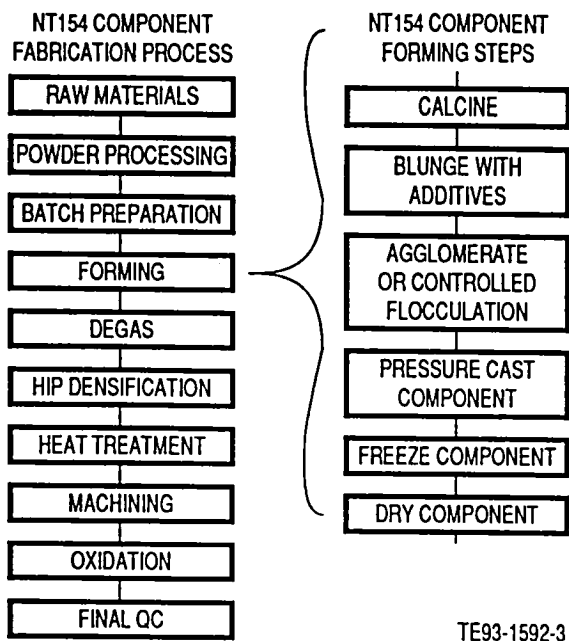 NT154 COMPONENT
FABRICATION PROCESS
RAW MATERIALS
POWDER PROCESSING
BATCH PREPARATION
FORMING
DEGAS
HIP DENSIFICATION
HEAT TREATMENT
MACHINING
OXIDATION
FINAL QC
NT154 COMPONENT
FORMING STEPS
CALCINE
BLUNGE WITH
ADDITIVES
AGGLOMERATE
OR CONTROLLED
FLOCCULATION
PRESSURE CAST
COMPONENT
FREEZE COMPONENT
DRY COMPONENT
TE93-1592-3